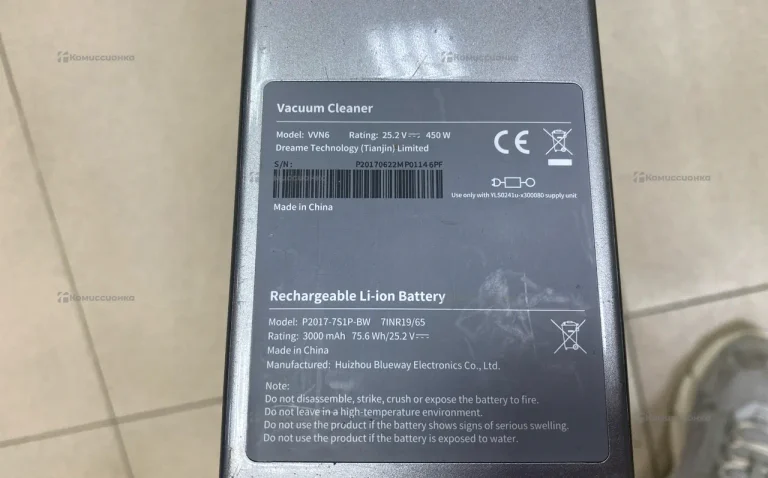 Vacuum Cleaner
Model: VVN6 Rating: 25.2 V⎓ 450 W
Dreame Technology (Tianjin) Limited
CE
S/N: P20170622MP01146PF
Use only with YLS0241u-x300080 supply unit
Made in China
Rechargeable Li-ion Battery
Model: P2017-7S1P-BW 7INR19/65
Rating: 3000 mAh 75.6 Wh/25.2 V⎓
Made in China
Manufactured: Huizhou Blueway Electronics Co., Ltd.
Note:
Do not disassemble, strike, crush or expose the battery to fire.
Do not leave in a high-temperature environment.
Do not use the product if the battery shows signs of serious swelling.
Do not use the product if the battery is exposed to water.
Комиссионка
Комиссионка
Комиссионка
Комиссионка
Комиссионка